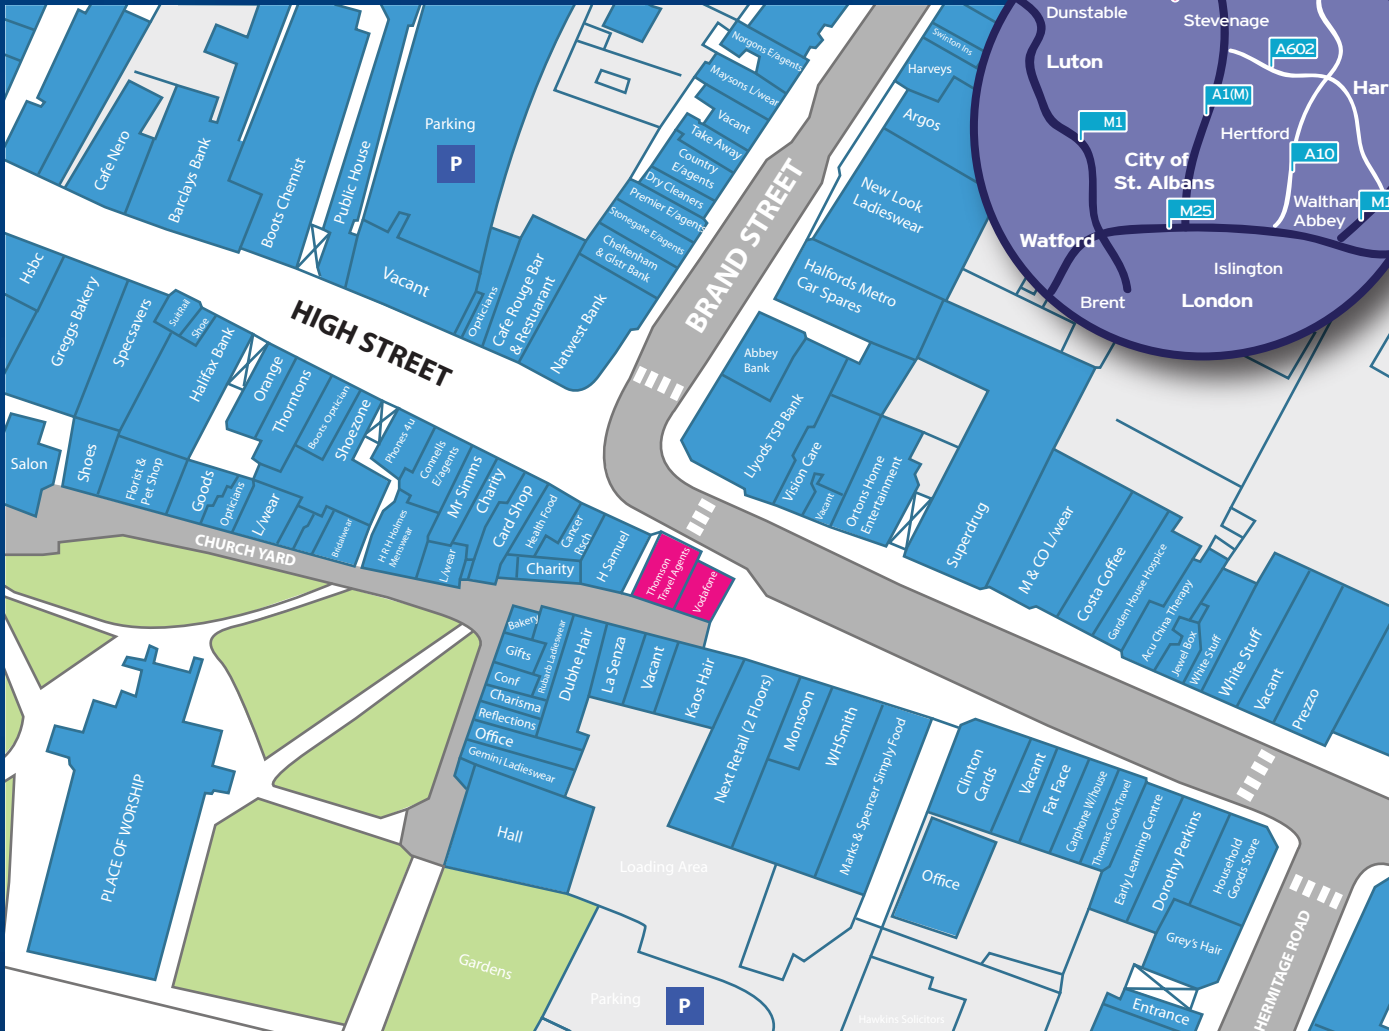 Norgons E/agents
Maysons L/wear
Vacant
Take Away
Country
E/agents
Dry Cleaners
Premier E/agents
Stonegate E/agents
Cheltenham
& Glstr Bank
Swinton Ins
Harveys
Argos
New Look
Ladieswear
Halfords Metro
Car Spares
Dunstable
Stevenage
Luton
A602
Har
A1(M)
M1
Hertford
A10
City of
St. Albans
M25
Waltham
Abbey
M1
Watford
Islington
Brent
London
Cafe Nero
Barclays Bank
Boots Chemist
Public House
Parking
P
Vacant
Opticians
Cafe Rouge Bar
& Restuarant
Natwest Bank
BRAND STREET
HIGH STREET
Hsbc
Greggs Bakery
Specsavers
SuitRail
Shoe
Halifax Bank
Orange
Thorntons
Boots Optician
Shoezone
Phones 4u
Connells
E/agents
Mr Simms
Charity
Card Shop
Health Food
Cancer
Rsch
H Samuel
Thomson
Travel Agents
Vodafone
Abbey
Bank
Llyods TSB Bank
Vision Care
Vacant
Ortons Home
Entertainment
Superdrug
M & CO L/wear
Costa Coffee
Garden House Hospice
Acu China Therapy
Jewel Box
White Stuff
White Stuff
Vacant
Prezzo
Salon
Shoes
Florist &
Pet Shop
Goods
Opticians
L/wear
Bridalwear
H R H Holmes
Menswear
L/wear
Charity
CHURCH YARD
Bakery
Gifts
Conf
Charisma
Reflections
Office
Gemini Ladieswear
Rubarb Ladieswear
Dubhe Hair
La Senza
Vacant
Kaos Hair
Next Retail (2 Floors)
Monsoon
WHSmith
Marks & Spencer Simply Food
Clinton
Cards
Vacant
Fat Face
Carphone W/house
Thomas Cook Travel
Early Learning Centre
Dorothy Perkins
Household
Goods Store
PLACE OF WORSHIP
Hall
Loading Area
Office
Grey's Hair
Gardens
Parking
P
Hawkins Solicitors
Entrance
HERMITAGE ROAD